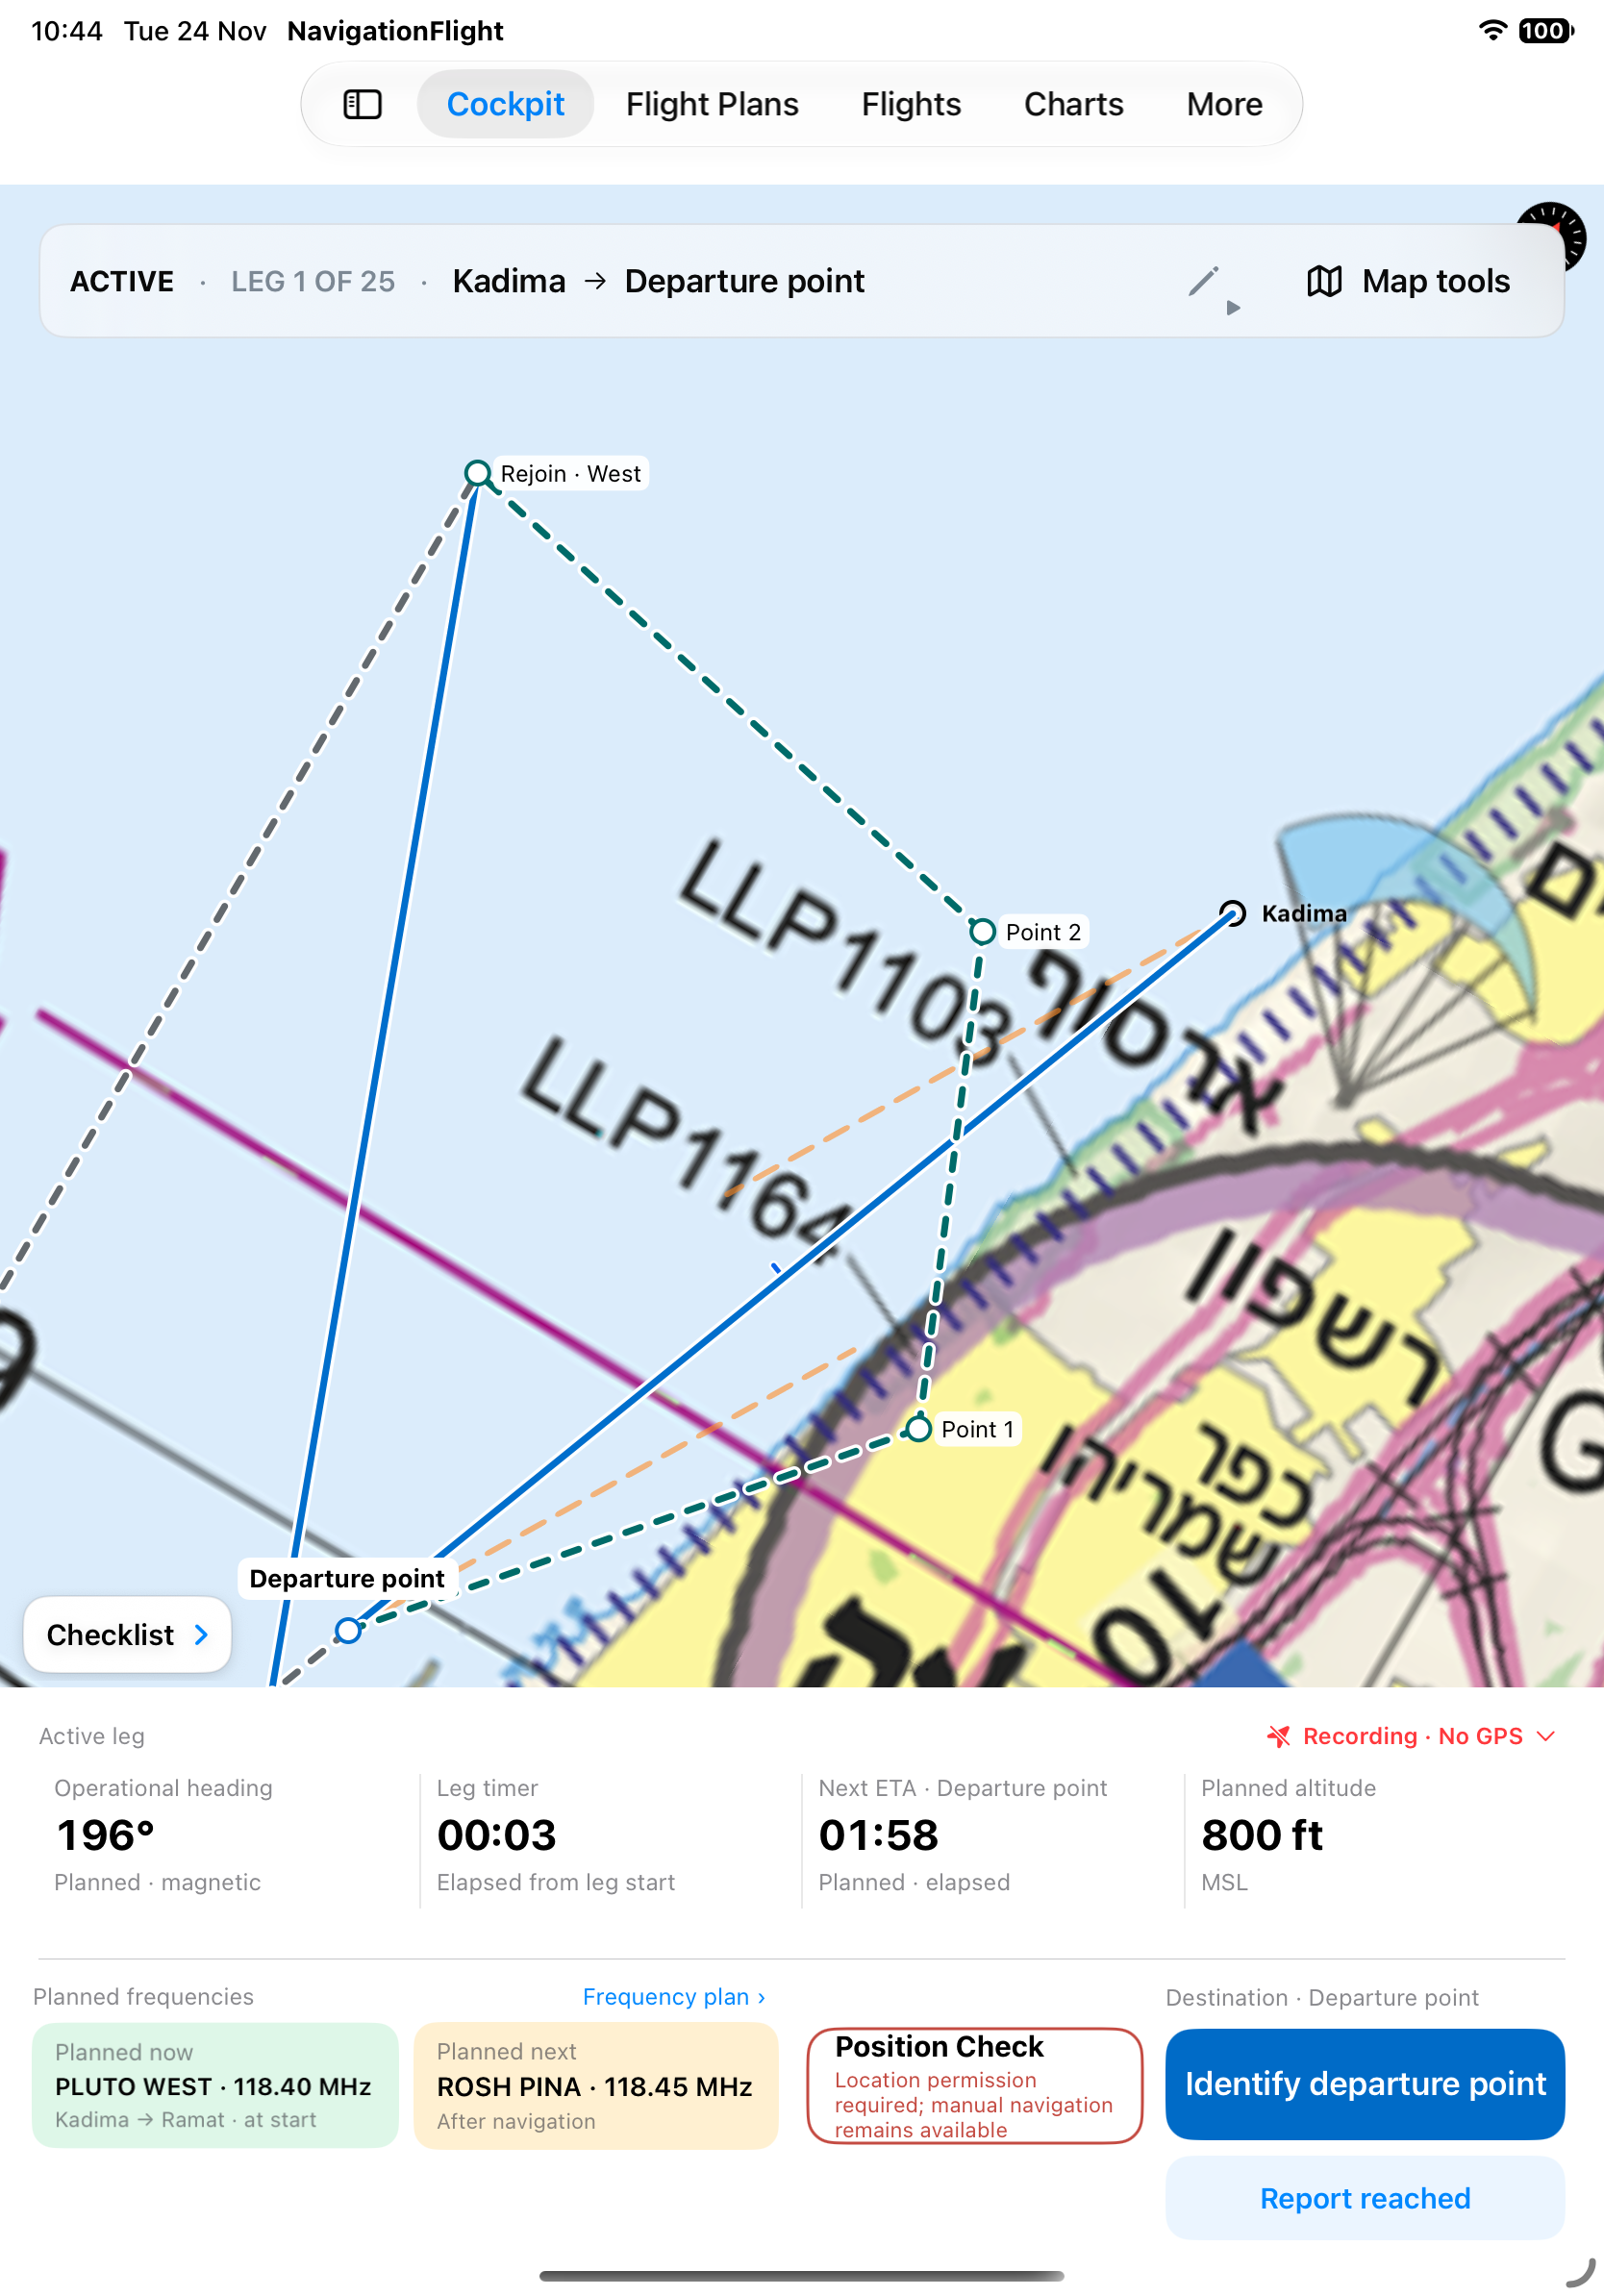 10:44 Tue 24 Nov NavigationFlight
100
Cockpit Flight Plans Flights Charts More
ACTIVE · LEG 1 OF 25 · Kadima → Departure point
Map tools
Rejoin · West
LLP1103
Point 2
Kadima
ארסוף
LLP1164
רשפון
Point 1
כפר
שמריהו
G
Departure point
Checklist >
Active leg
Recording · No GPS
Operational heading
196°
Planned · magnetic
Leg timer
00:03
Elapsed from leg start
Next ETA · Departure point
01:58
Planned · elapsed
Planned altitude
800 ft
MSL
Planned frequencies
Frequency plan ›
Planned now
PLUTO WEST · 118.40 MHz
Kadima → Ramat · at start
Planned next
ROSH PINA · 118.45 MHz
After navigation
Position Check
Location permission
required; manual navigation
remains available
Destination · Departure point
Identify departure point
Report reached